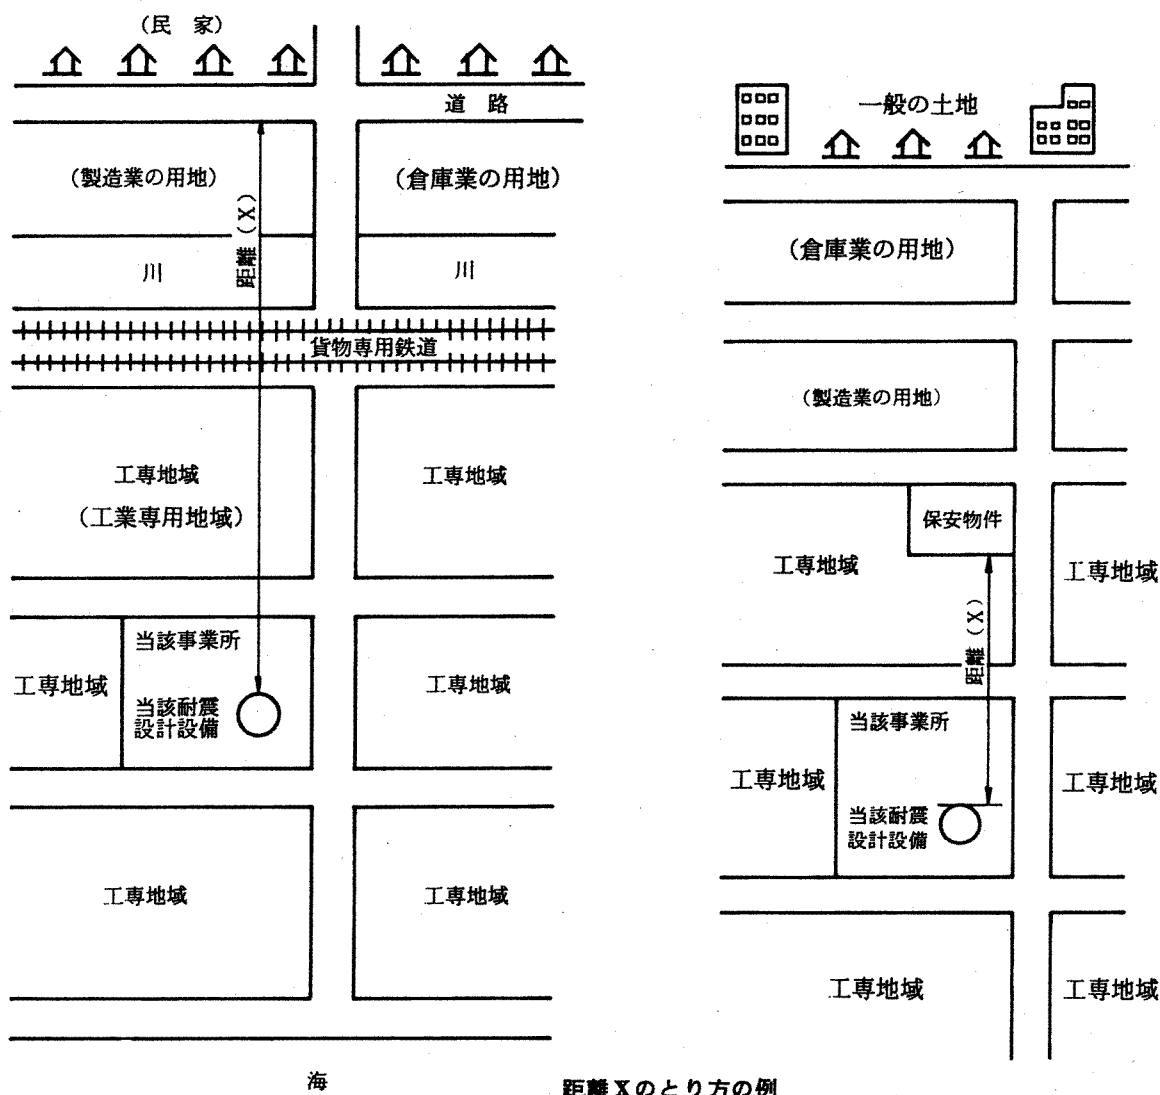 （民　家）
道　路
（製造業の用地）
（倉庫業の用地）
距離（X）
川
川
貨物専用鉄道
工専地域
（工業専用地域）
工専地域
当該事業所
工専地域
当該耐震
設計設備
工専地域
工専地域
工専地域
海
一般の土地
（倉庫業の用地）
（製造業の用地）
保安物件
工専地域
工専地域
距離（X）
当該事業所
工専地域
工専地域
当該耐震
設計設備
工専地域
工専地域
距離Xのとり方の例